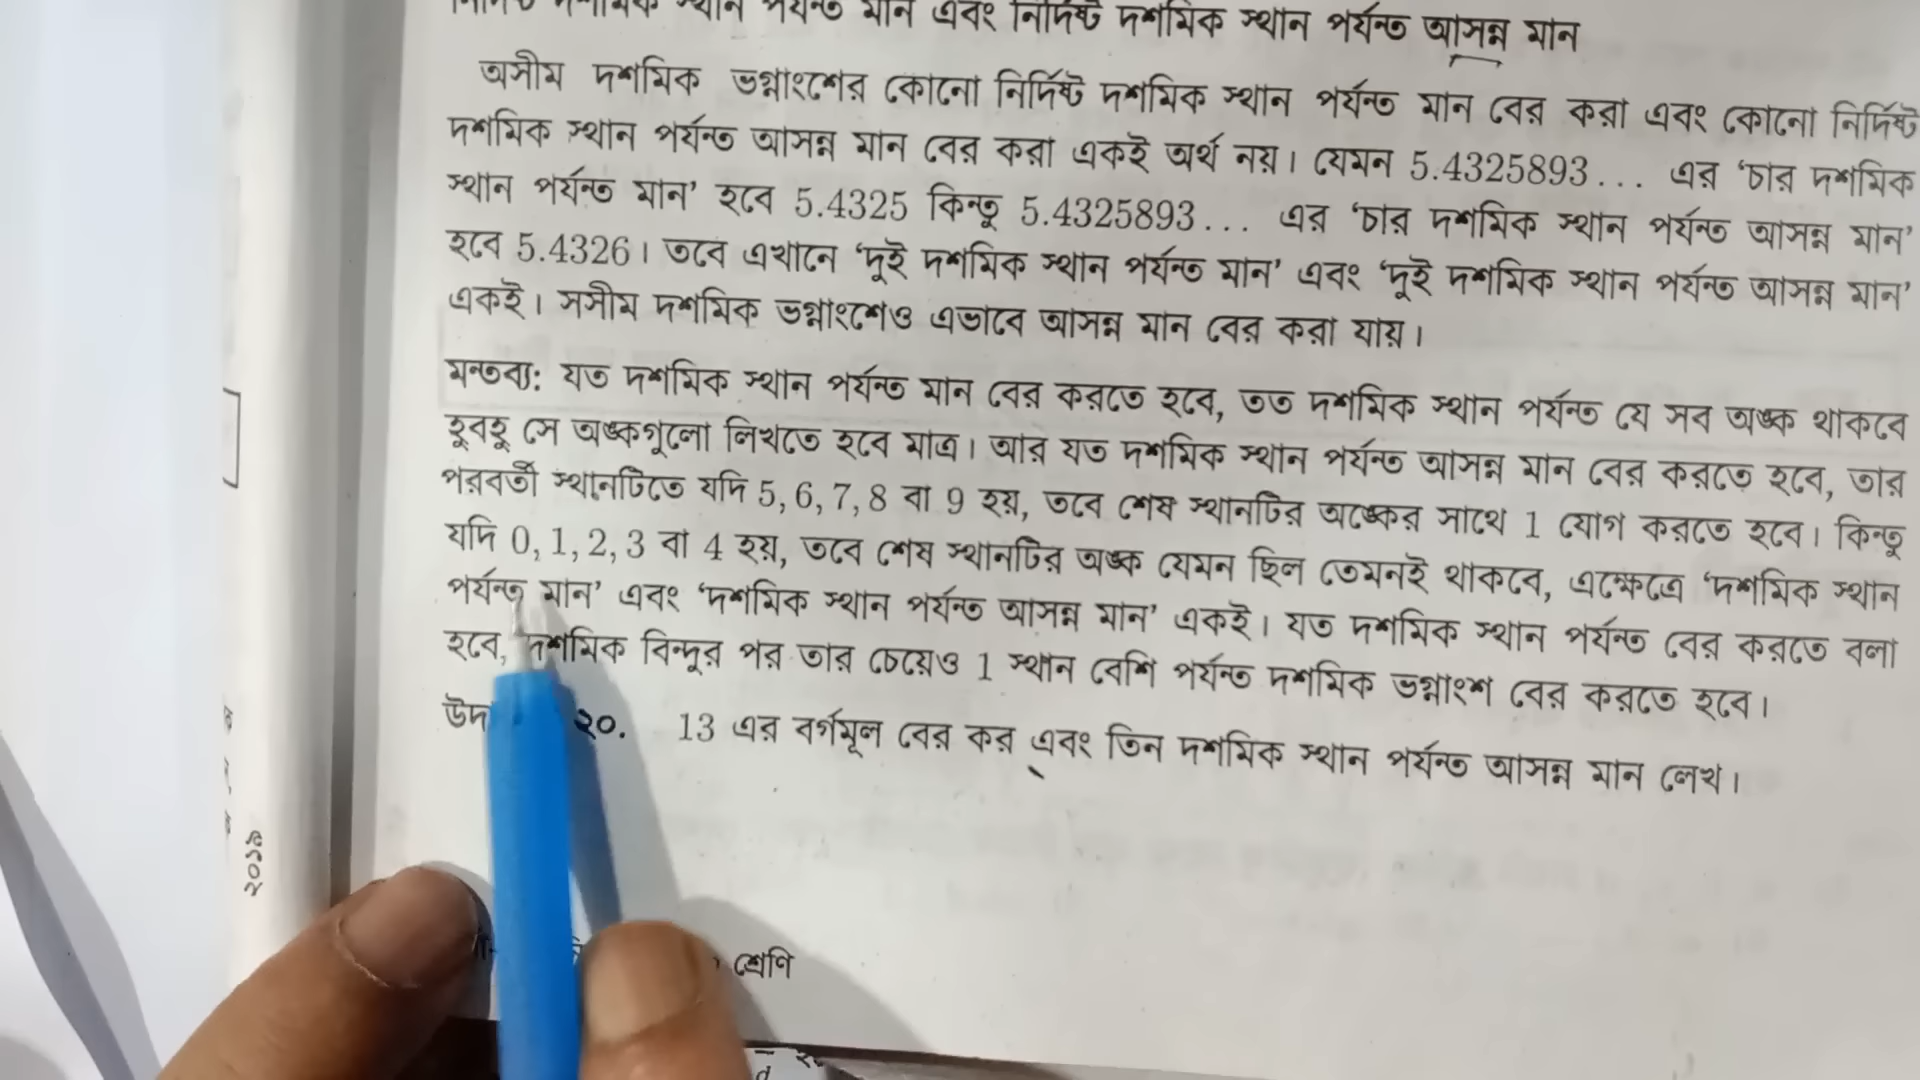 নির্দিষ্ট দশমিক স্থান পর্যন্ত মান এবং নির্দিষ্ট দশমিক স্থান পর্যন্ত আসন্ন মান
অসীম দশমিক ভগ্নাংশের কোনো নির্দিষ্ট দশমিক স্থান পর্যন্ত মান বের করা এবং কোনো নির্দিষ্ট
দশমিক স্থান পর্যন্ত আসন্ন মান বের করা একই অর্থ নয়। যেমন 5.4325893... এর ‘চার দশমিক
স্থান পর্যন্ত মান’ হবে 5.4325 কিন্তু 5.4325893... এর ‘চার দশমিক স্থান পর্যন্ত আসন্ন মান’
হবে 5.4326। তবে এখানে ‘দুই দশমিক স্থান পর্যন্ত মান’ এবং ‘দুই দশমিক স্থান পর্যন্ত আসন্ন মান’
একই। সসীম দশমিক ভগ্নাংশেও এভাবে আসন্ন মান বের করা যায়।
মন্তব্য: যত দশমিক স্থান পর্যন্ত মান বের করতে হবে, তত দশমিক স্থান পর্যন্ত যে সব অঙ্ক থাকবে
হুবহু সে অঙ্কগুলো লিখতে হবে মাত্র। আর যত দশমিক স্থান পর্যন্ত আসন্ন মান বের করতে হবে, তার
পরবর্তী স্থানটিতে যদি 5, 6, 7, 8 বা 9 হয়, তবে শেষ স্থানটির অঙ্কের সাথে 1 যোগ করতে হবে। কিন্তু
যদি 0, 1, 2, 3 বা 4 হয়, তবে শেষ স্থানটির অঙ্ক যেমন ছিল তেমনই থাকবে, এক্ষেত্রে ‘দশমিক স্থান
পর্যন্ত মান’ এবং ‘দশমিক স্থান পর্যন্ত আসন্ন মান’ একই। যত দশমিক স্থান পর্যন্ত বের করতে বলা
হবে, দশমিক বিন্দুর পর তার চেয়েও 1 স্থান বেশি পর্যন্ত দশমিক ভগ্নাংশ বের করতে হবে।
২০. 13 এর বর্গমূল বের কর এবং তিন দশমিক স্থান পর্যন্ত আসন্ন মান লেখ।
শ্রেণি
২০১৯